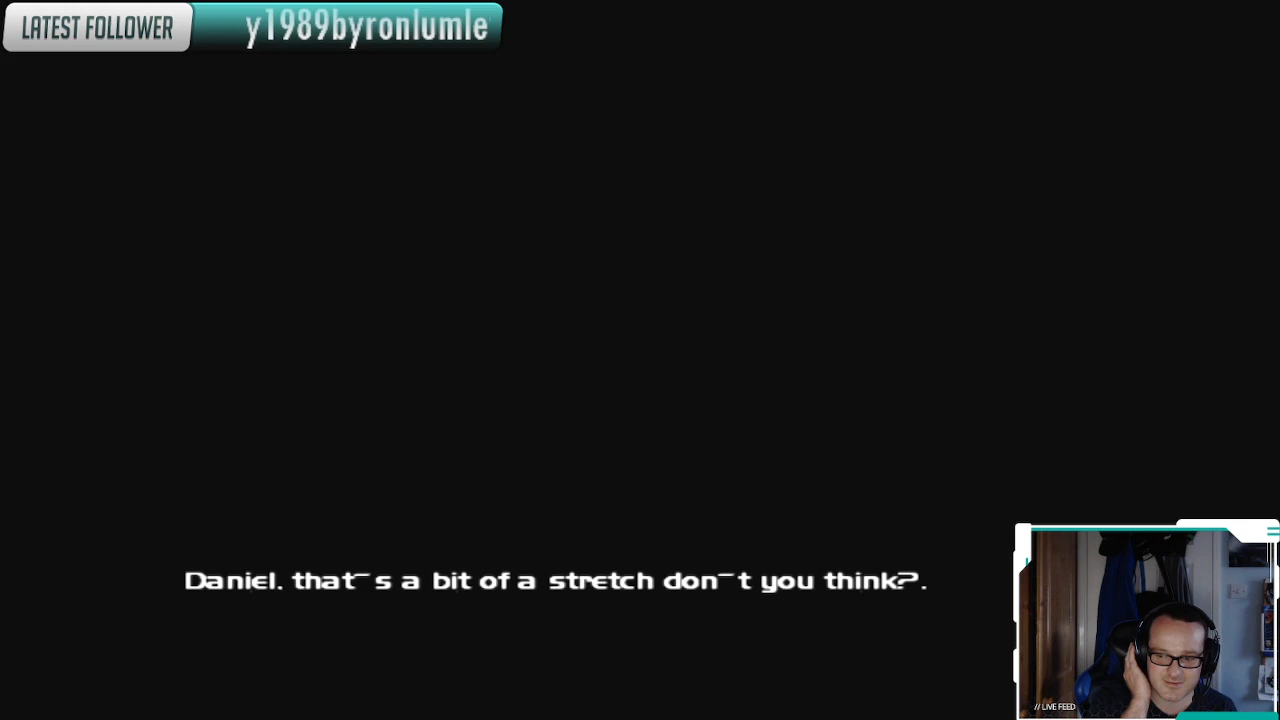 LATEST FOLLOWER
y1989byronlumle
Daniel. that¯s a bit of a stretch don¯t you think?.
// LIVE FEED